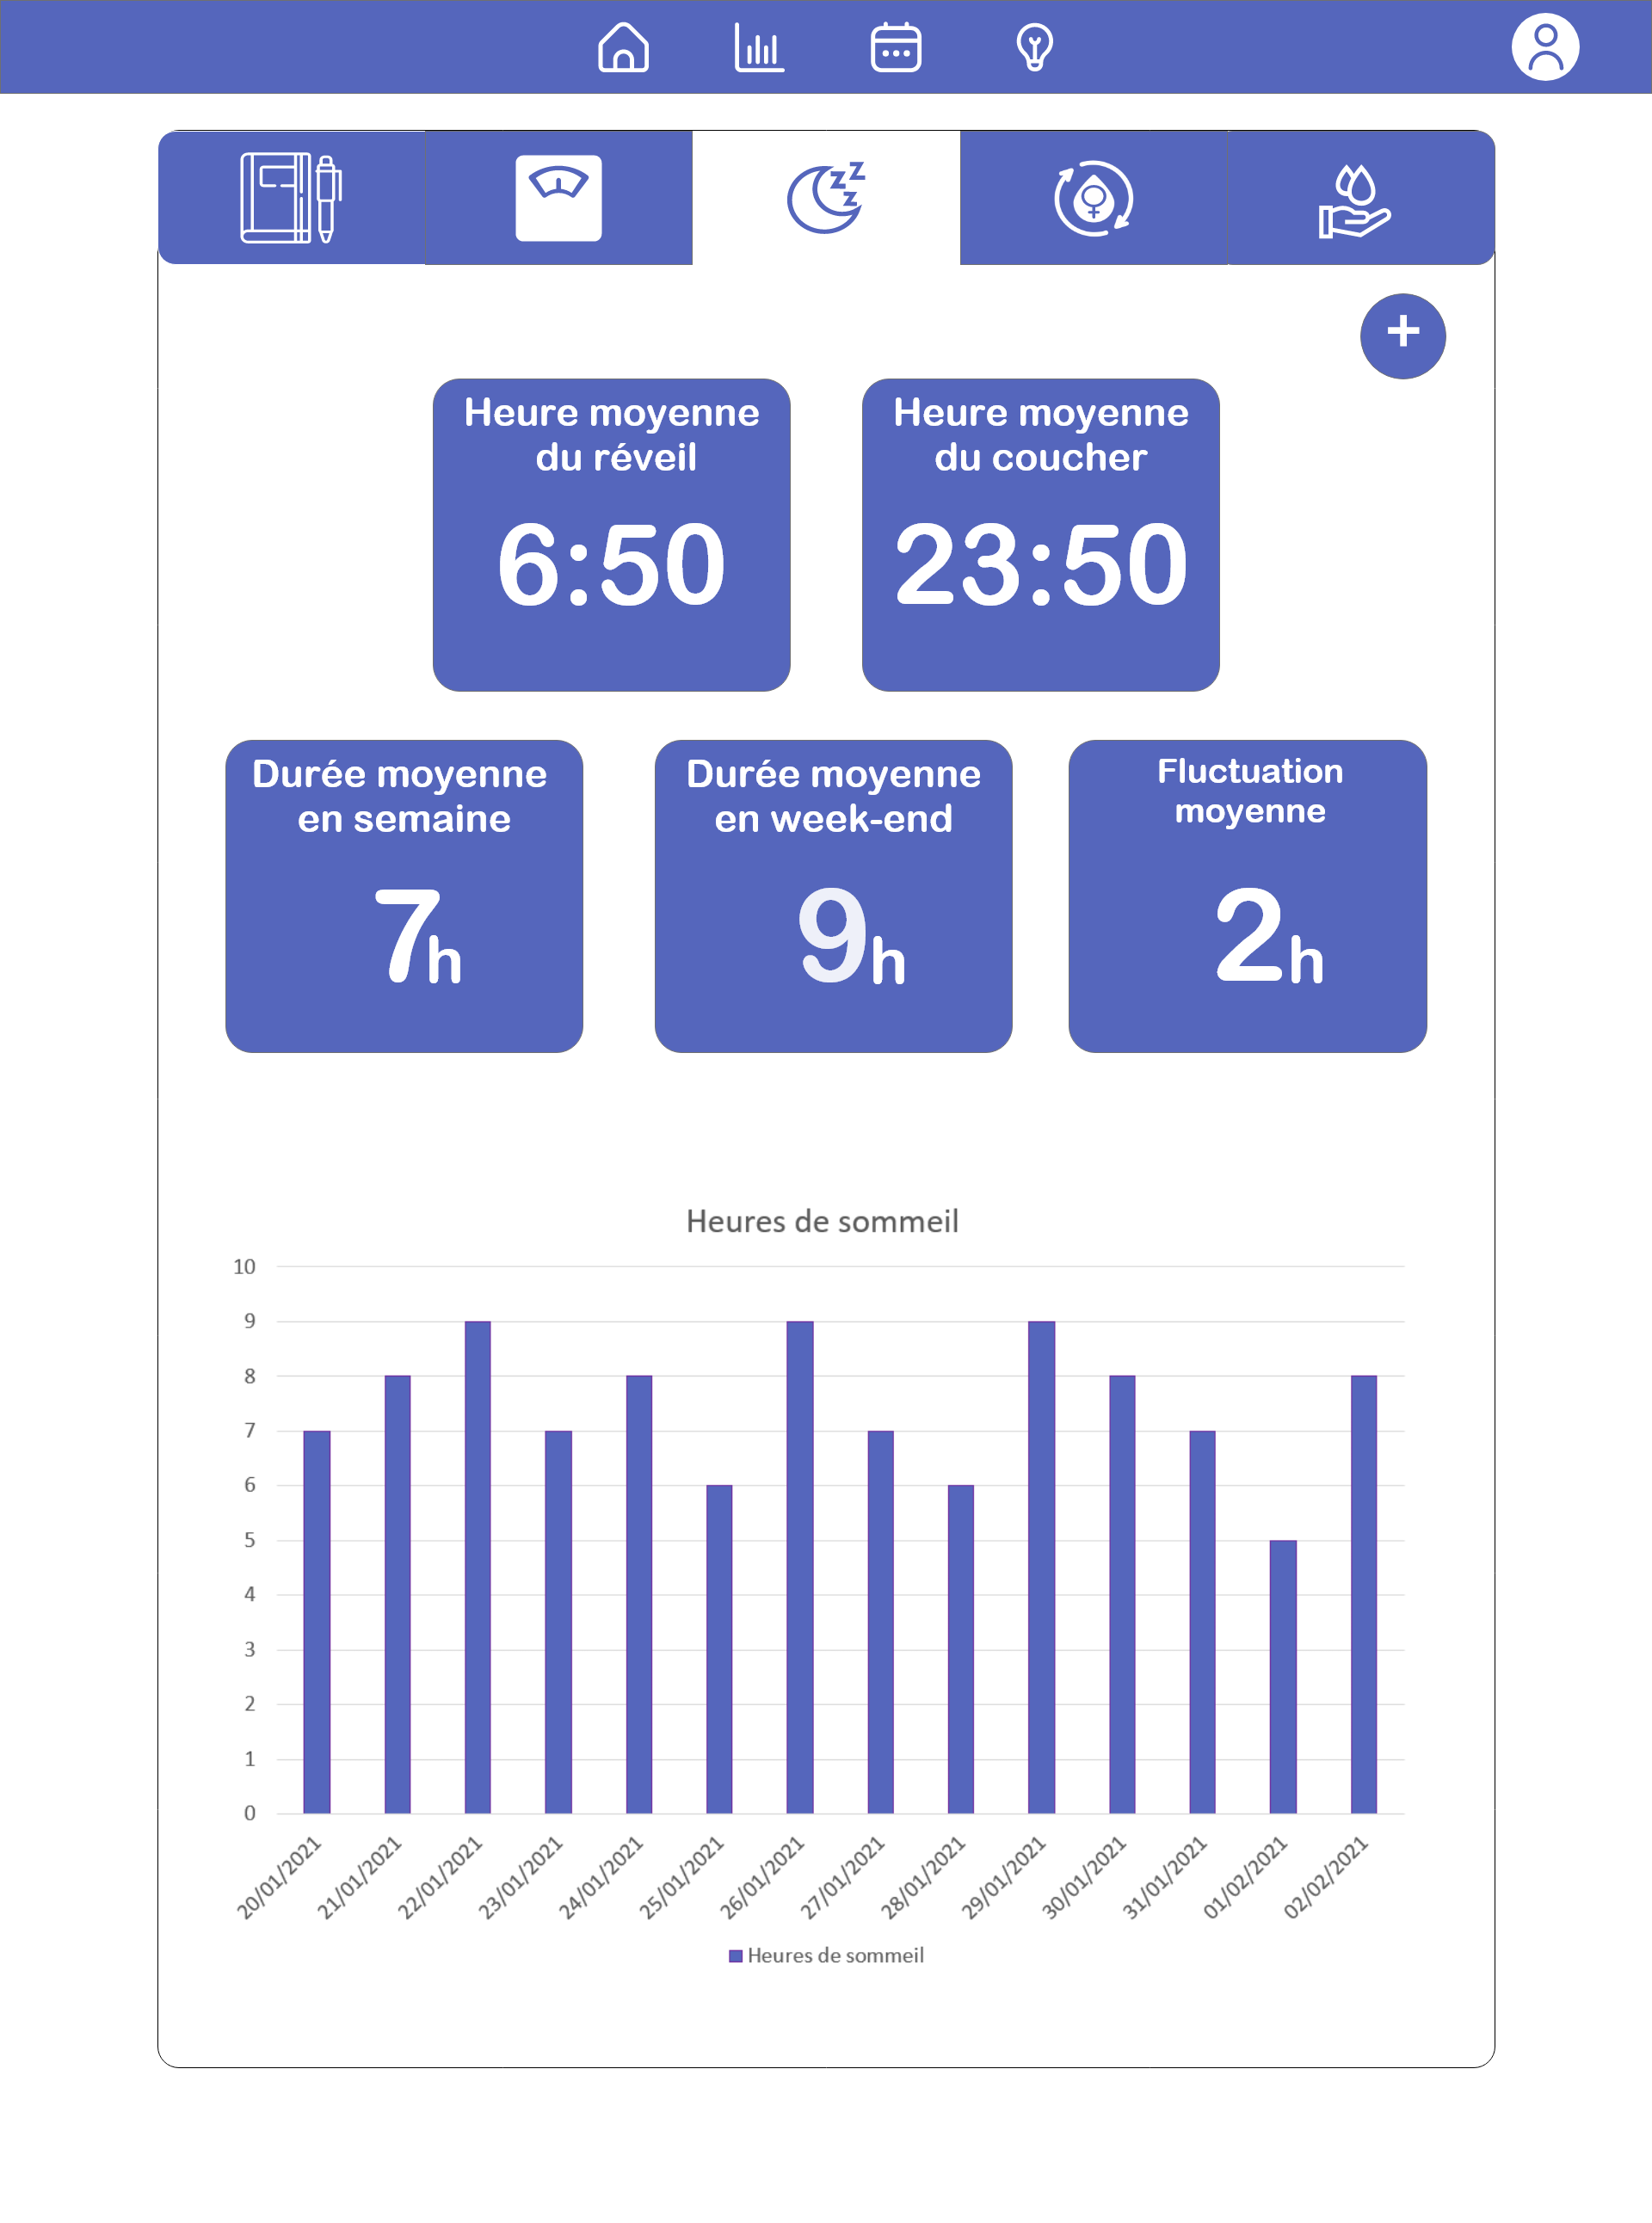 +
Heure moyenne
du réveil
6:50
Heure moyenne
du coucher
23:50
Durée moyenne
en semaine
7h
Durée moyenne
en week-end
9h
Fluctuation
moyenne
2h
Heures de sommeil
10
9
8
7
6
5
4
3
2
1
0
20/01/2021
21/01/2021
22/01/2021
23/01/2021
24/01/2021
25/01/2021
26/01/2021
27/01/2021
28/01/2021
29/01/2021
30/01/2021
31/01/2021
01/02/2021
02/02/2021
Heures de sommeil